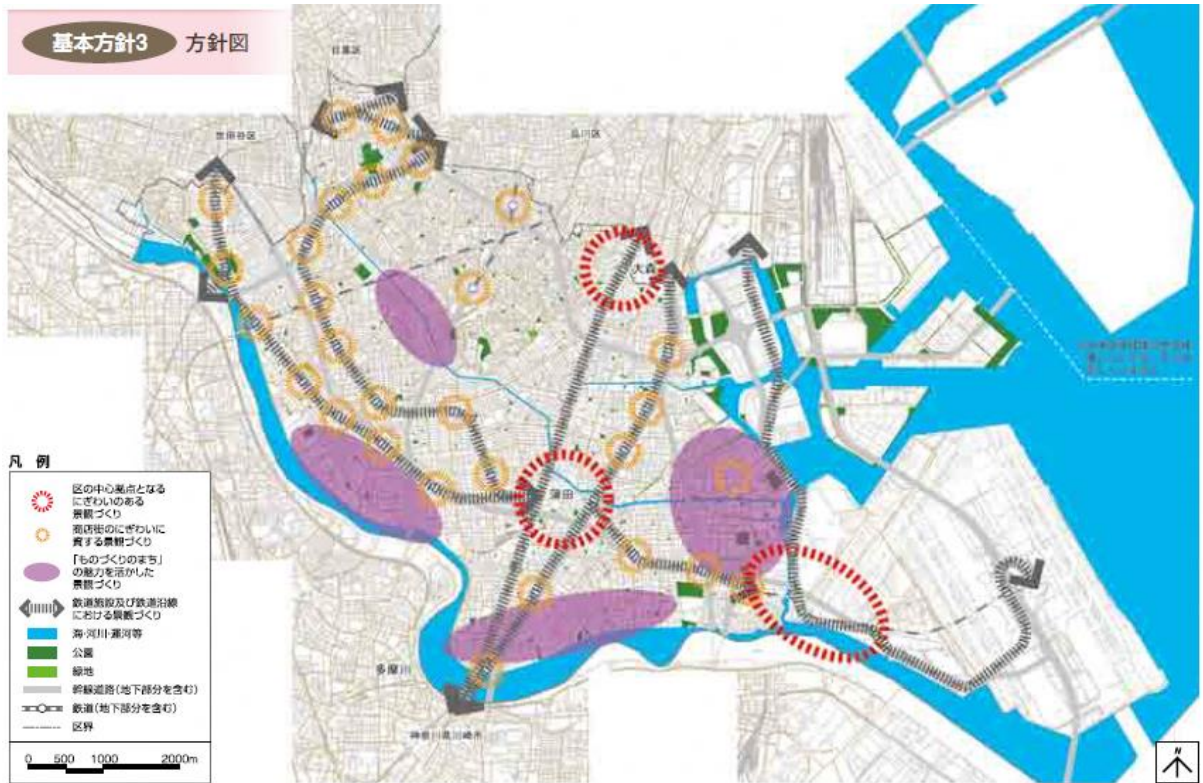 基本方針3 方針図
目黒区
世田谷区
品川区
大森
蒲田
多摩川
神奈川県川崎市
凡 例
区の中心拠点となる
にぎわいのある
景観づくり
商店街のにぎわいに
資する景観づくり
「ものづくりのまち」
の魅力を活かした
景観づくり
鉄道施設及び鉄道沿線
における景観づくり
海・河川・運河等
公園
緑地
幹線道路(地下部分を含む)
鉄道(地下部分を含む)
区界
0 500 1000 2000m
N